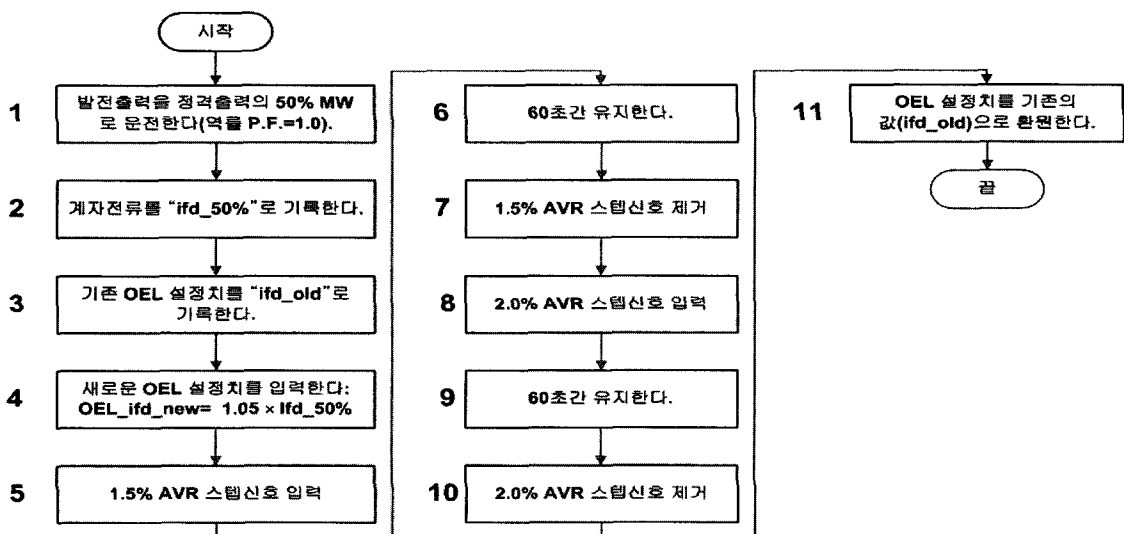 시작
1
발전출력을 정격출력의 50% MW
로 운전한다(역률 P.F.=1.0).
2
계자전류를 "ifd_50%"로 기록한다.
3
기존 OEL 설정치를 "ifd_old"로
기록한다.
4
새로운 OEL 설정치를 입력한다:
OEL_ifd_new= 1.05 × Ifd_50%
5
1.5% AVR 스텝신호 입력
6
60초간 유지한다.
7
1.5% AVR 스텝신호 제거
8
2.0% AVR 스텝신호 입력
9
60초간 유지한다.
10
2.0% AVR 스텝신호 제거
11
OEL 설정치를 기존의
값(ifd_old)으로 환원한다.
끝